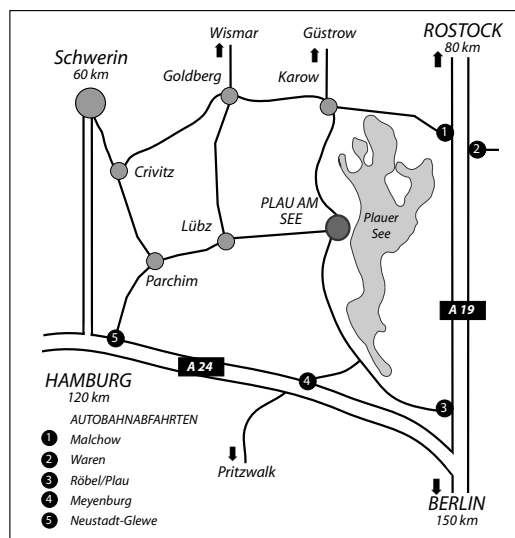 Wismar
Güstrow
ROSTOCK
80 km
Schwerin
60 km
Goldberg
Karow
1
2
Crivitz
PLAU AM
SEE
Lübz
Plauer
See
Parchim
A 19
5
A 24
4
3
HAMBURG
120 km
AUTOBAHNABFAHRTEN
1 Malchow
2 Waren
3 Röbel/Plau
4 Meyenburg
5 Neustadt-Glewe
Pritzwalk
BERLIN
150 km